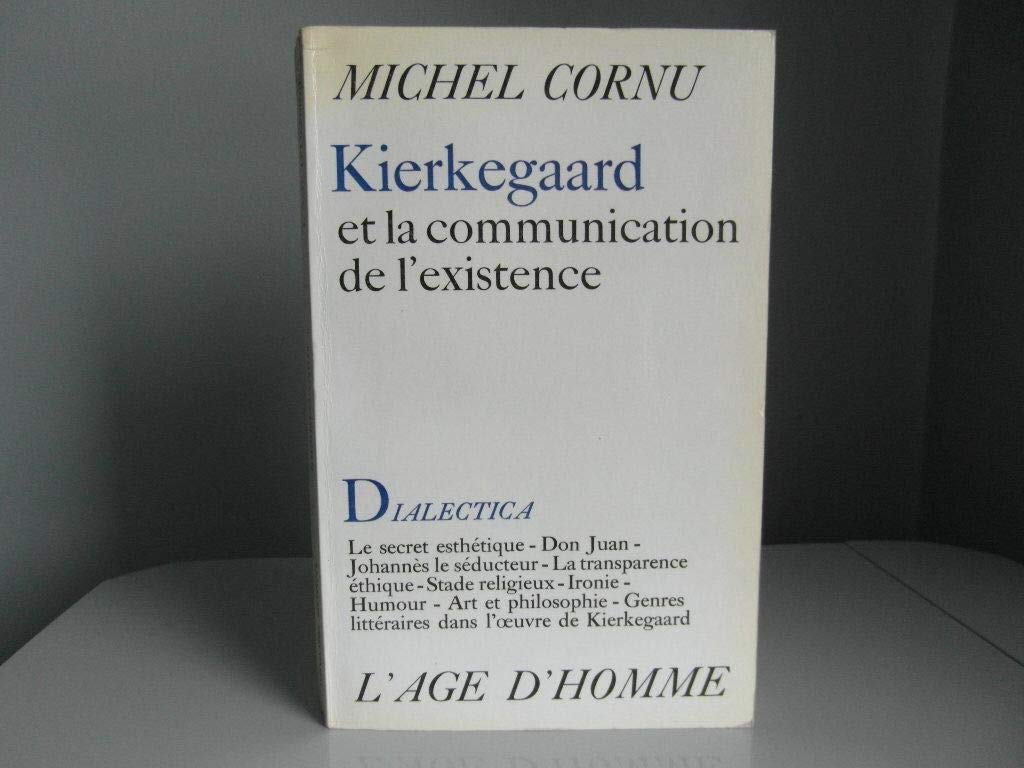 MICHEL CORNU
Kierkegaard
et la communication
de l'existence
DIALECTICA
Le secret esthétique - Don Juan -
Johannès le séducteur - La transparence
éthique - Stade religieux - Ironie -
Humour - Art et philosophie - Genres
littéraires dans l'œuvre de Kierkegaard
L'AGE D'HOMME